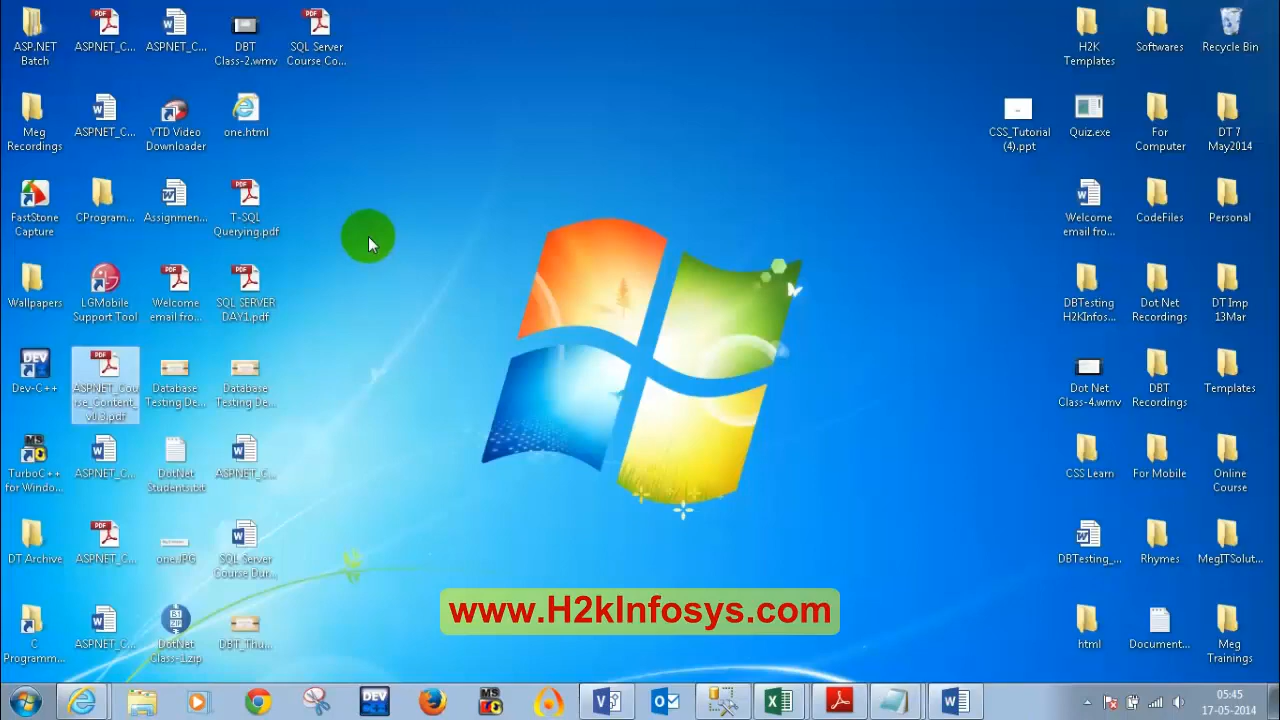 ASP.NET
Batch
ASPNET_C...
ASPNET_C...
DBT
Class-2.wmv
SQL Server
Course Co...
H2K
Templates
Softwares
Recycle Bin
Meg
Recordings
ASPNET_C...
YTD Video
Downloader
one.html
CSS_Tutorial
(4).ppt
Quiz.exe
For
Computer
DT 7
May2014
FastStone
Capture
CProgram...
Assignmen...
T-SQL
Querying.pdf
Welcome
email fro...
CodeFiles
Personal
Wallpapers
LGMobile
Support Tool
Welcome
email fro...
SQL SERVER
DAY1.pdf
DBTesting
H2KInfos...
Dot Net
Recordings
DT Imp
13Mar
Dev-C++
ASPNET_Cou
rse_Content_
v0.3.pdf
Database
Testing De...
Database
Testing De...
Dot Net
Class-4.wmv
DBT
Recordings
Templates
TurboC++
for Windo...
ASPNET_C...
DotNet
Students.txt
ASPNET_C...
CSS Learn
For Mobile
Online
Course
DT Archive
ASPNET_C...
one.JPG
SQL Server
Course Dur...
DBTesting_...
Rhymes
MegITSolut...
C
Programm...
ASPNET_C...
DotNet
Class-1.zip
DBT_Thu...
html
Document...
Meg
Trainings
www.H2kInfosys.com
05:45
17-05-2014